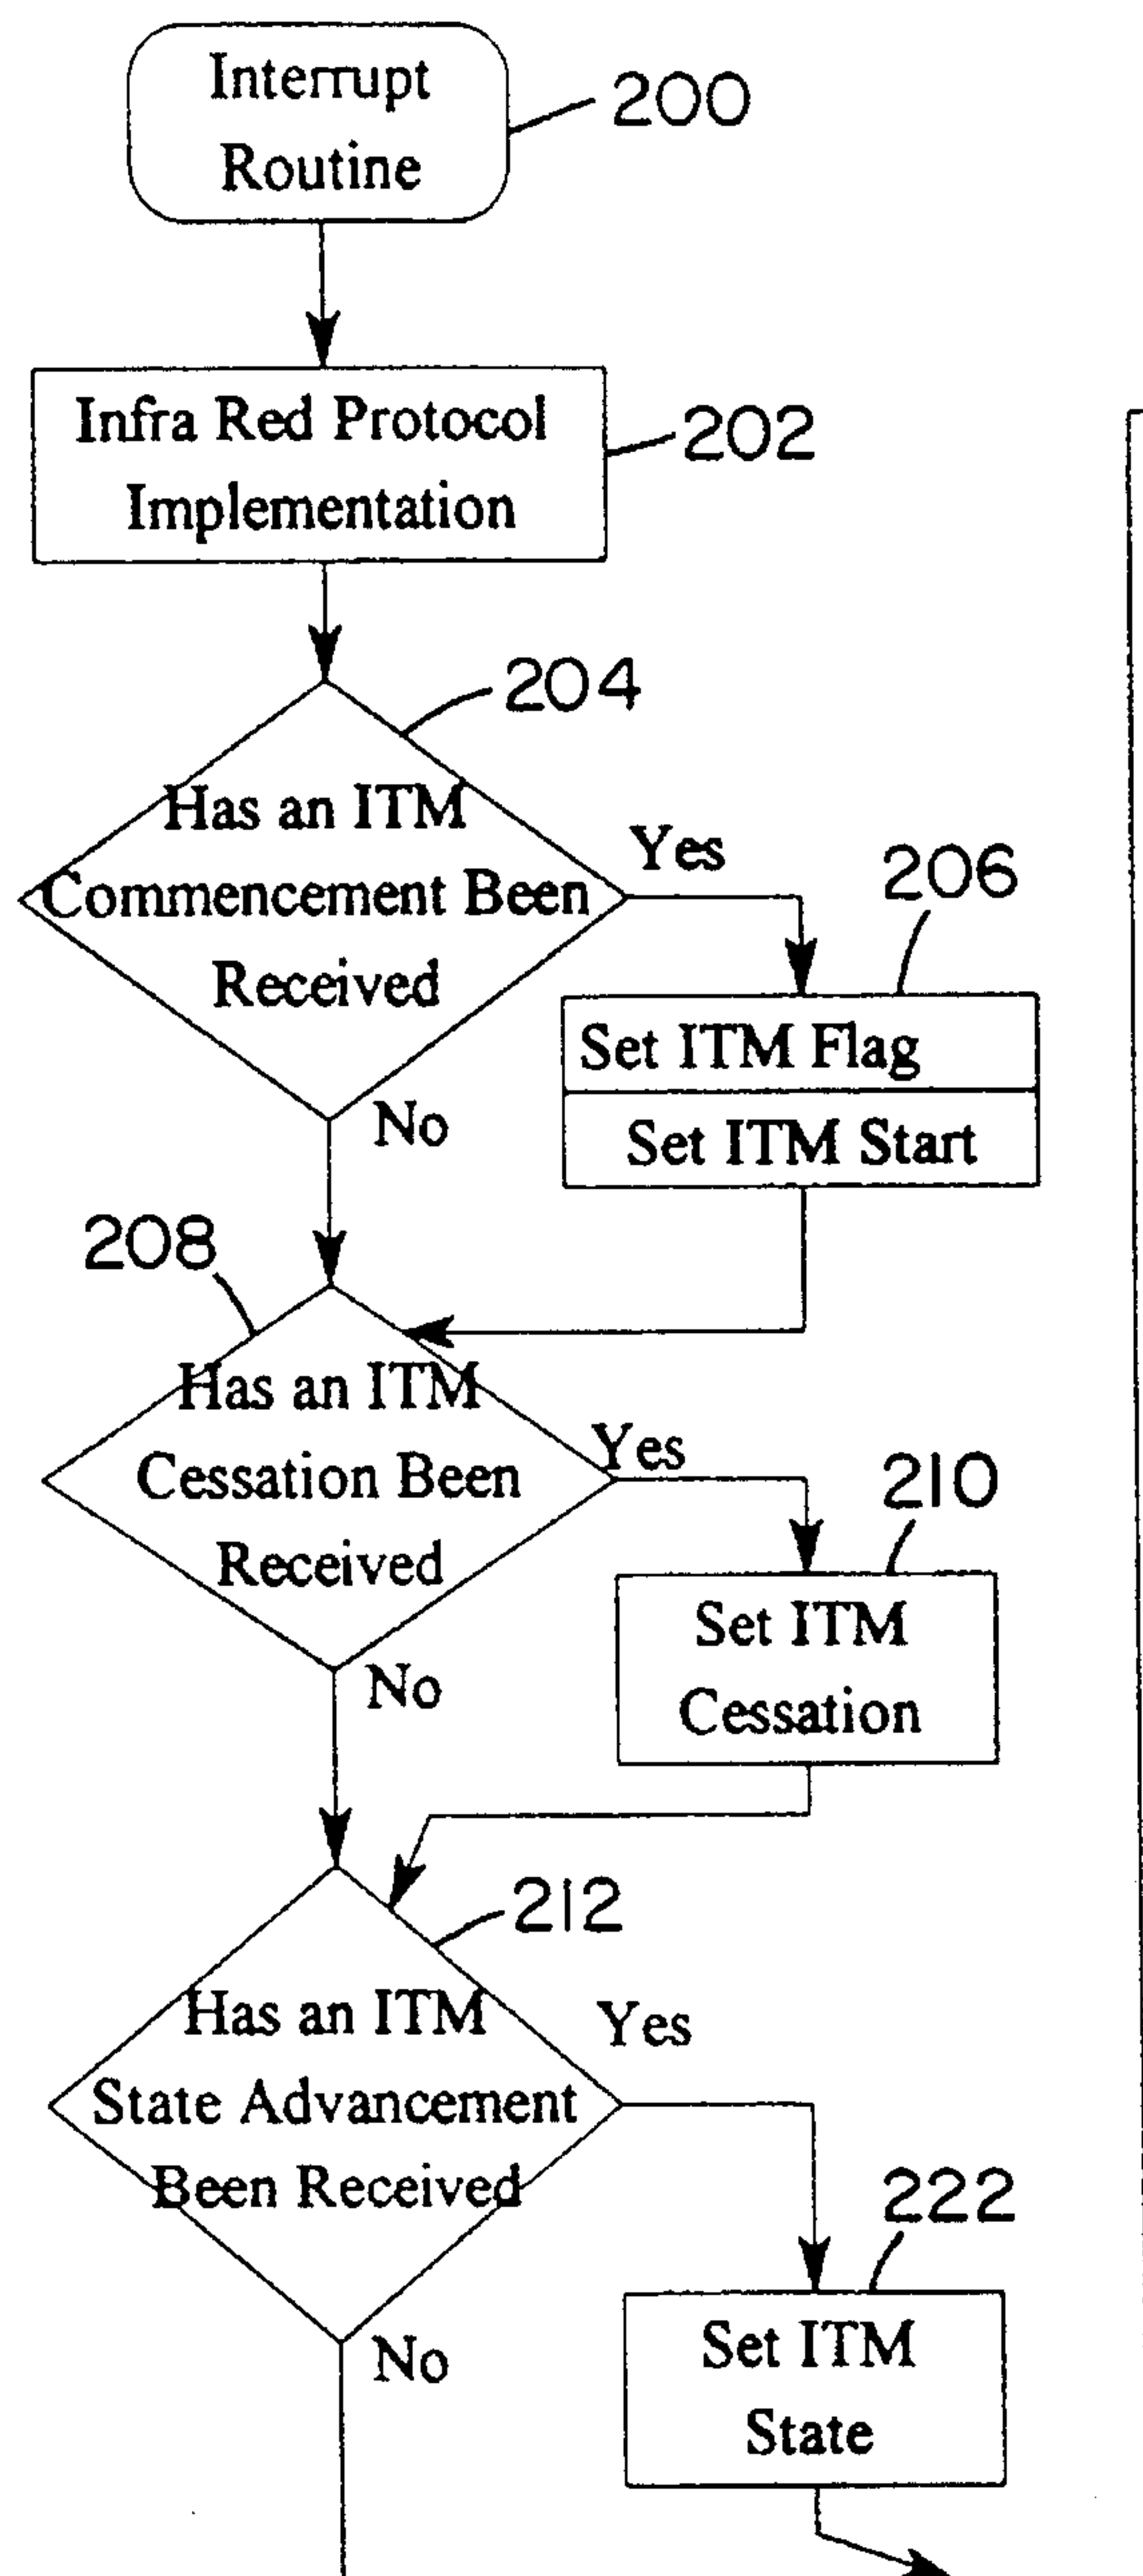 Interrupt
Routine
200
Infra Red Protocol
Implementation
202
204
Has an ITM
Commencement Been
Received
Yes
206
Set ITM Flag
Set ITM Start
No
208
Has an ITM
Cessation Been
Received
Yes
210
Set ITM
Cessation
No
212
Has an ITM
State Advancement
Been Received
Yes
222
Set ITM
State
No